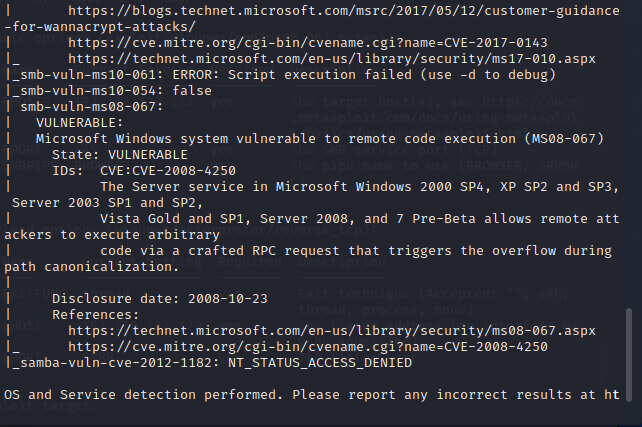 |       https://blogs.technet.microsoft.com/msrc/2017/05/12/customer-guidance
-for-wannacrypt-attacks/
|       https://cve.mitre.org/cgi-bin/cvename.cgi?name=CVE-2017-0143
|_      https://technet.microsoft.com/en-us/library/security/ms17-010.aspx
|_smb-vuln-ms10-061: ERROR: Script execution failed (use -d to debug)
|_smb-vuln-ms10-054: false
| smb-vuln-ms08-067:
|   VULNERABLE:
|   Microsoft Windows system vulnerable to remote code execution (MS08-067)
|     State: VULNERABLE
|     IDs:  CVE:CVE-2008-4250
|           The Server service in Microsoft Windows 2000 SP4, XP SP2 and SP3,
 Server 2003 SP1 and SP2,
|           Vista Gold and SP1, Server 2008, and 7 Pre-Beta allows remote att
ackers to execute arbitrary
|           code via a crafted RPC request that triggers the overflow during
path canonicalization.
|
|     Disclosure date: 2008-10-23
|     References:
|       https://technet.microsoft.com/en-us/library/security/ms08-067.aspx
|_      https://cve.mitre.org/cgi-bin/cvename.cgi?name=CVE-2008-4250
|_samba-vuln-cve-2012-1182: NT_STATUS_ACCESS_DENIED

OS and Service detection performed. Please report any incorrect results at ht